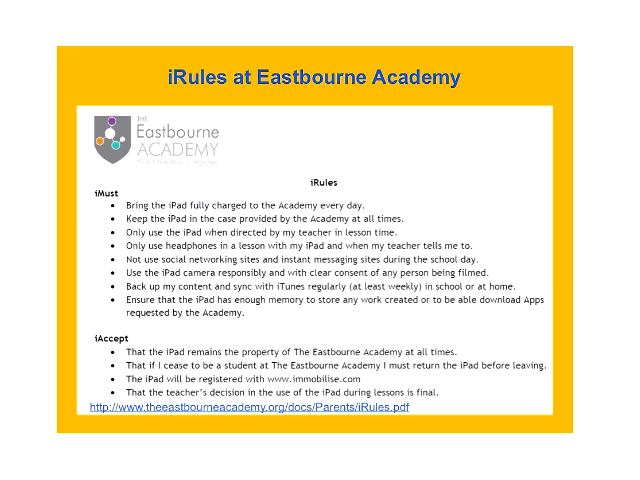 iRules at Eastbourne Academy
THE
Eastbourne
ACADEMY
iRules
iMust
• Bring the iPad fully charged to the Academy every day.
• Keep the iPad in the case provided by the Academy at all times.
• Only use the iPad when directed by my teacher in lesson time.
• Only use headphones in a lesson with my iPad and when my teacher tells me to.
• Not use social networking sites and instant messaging sites during the school day.
• Use the iPad camera responsibly and with clear consent of any person being filmed.
• Back up my content and sync with iTunes regularly (at least weekly) in school or at home.
• Ensure that the iPad has enough memory to store any work created or to be able download Apps
requested by the Academy.
iAccept
• That the iPad remains the property of The Eastbourne Academy at all times.
• That if I cease to be a student at The Eastbourne Academy I must return the iPad before leaving.
• The iPad will be registered with www.immobilise.com
• That the teacher's decision in the use of the iPad during lessons is final.
http://www.theeastbourneacademy.org/docs/Parents/iRules.pdf